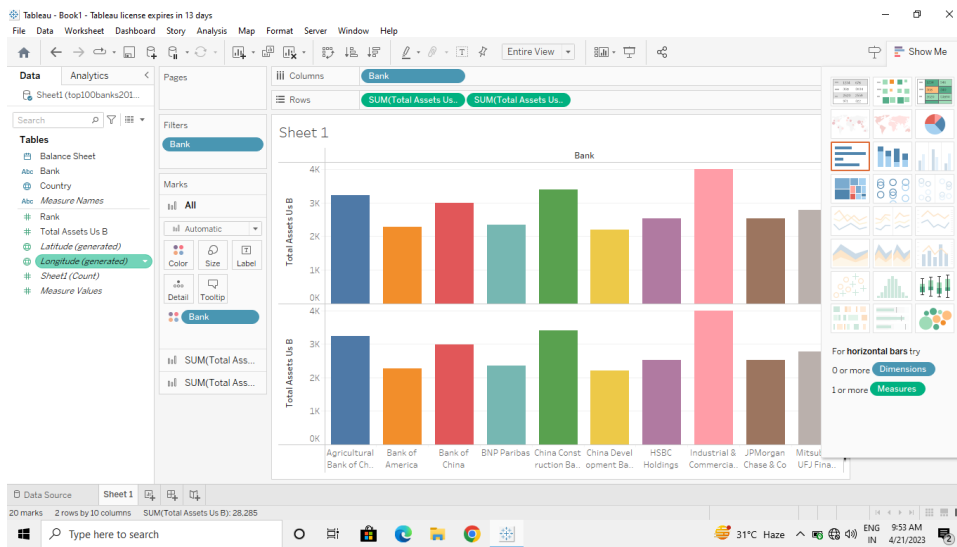 Tableau - Book1 - Tableau license expires in 13 days
File Data Worksheet Dashboard Story Analysis Map Format Server Window Help
Entire View
Show Me
Data Analytics
Sheet1 (top100banks201...
Search
Tables
Balance Sheet
Abc Bank
Country
Abc Measure Names
# Rank
# Total Assets Us B
Latitude (generated)
Longitude (generated)
# Sheet1 (Count)
# Measure Values
Pages
Filters
Bank
Marks
All
Automatic
Color Size Label
Detail Tooltip
Bank
SUM(Total Ass...
SUM(Total Ass...
Columns Bank
Rows SUM(Total Assets Us.. SUM(Total Assets Us..
Sheet 1
Bank
Total Assets Us B
4K
3K
2K
1K
0K
Total Assets Us B
4K
3K
2K
1K
0K
Agricultural Bank of Ch..
Bank of America
Bank of China
BNP Paribas
China Const ruction Ba..
China Devel opment Ba..
HSBC Holdings
Industrial & Commercia..
JPMorgan Chase & Co
UFJ Fina..
For horizontal bars try
0 or more Dimensions
1 or more Measures
Data Source Sheet 1
20 marks 2 rows by 10 columns SUM(Total Assets Us B): 28,285
Type here to search
31°C Haze
ENG 9:53 AM
IN 4/21/2023
2